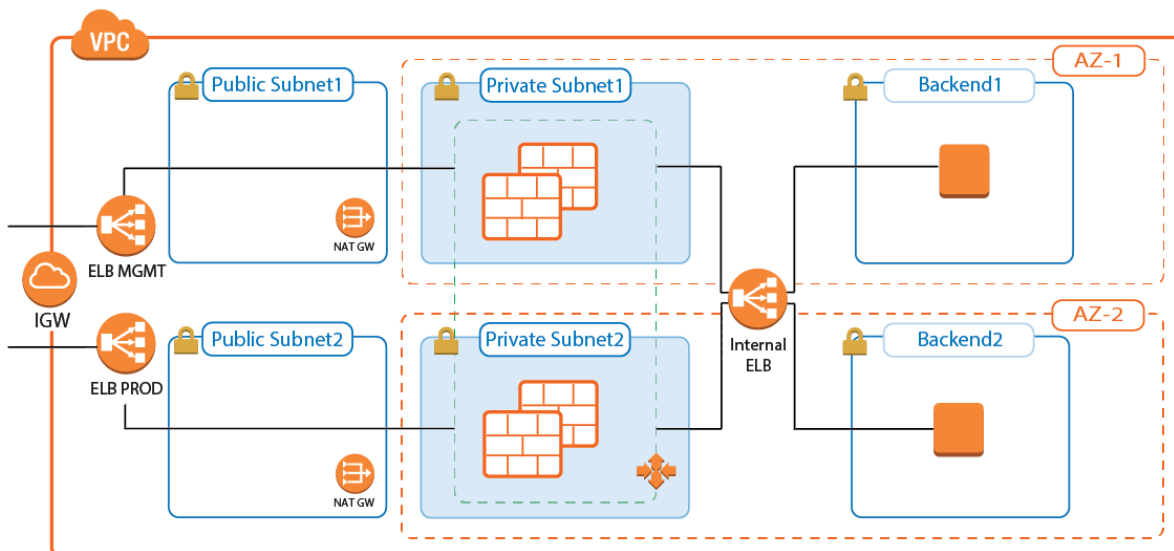 VPC
AZ-1
Public Subnet1
Private Subnet1
Backend1
NAT GW
ELB MGMT
IGW
AZ-2
Public Subnet2
Private Subnet2
Internal
ELB
Backend2
ELB PROD
NAT GW